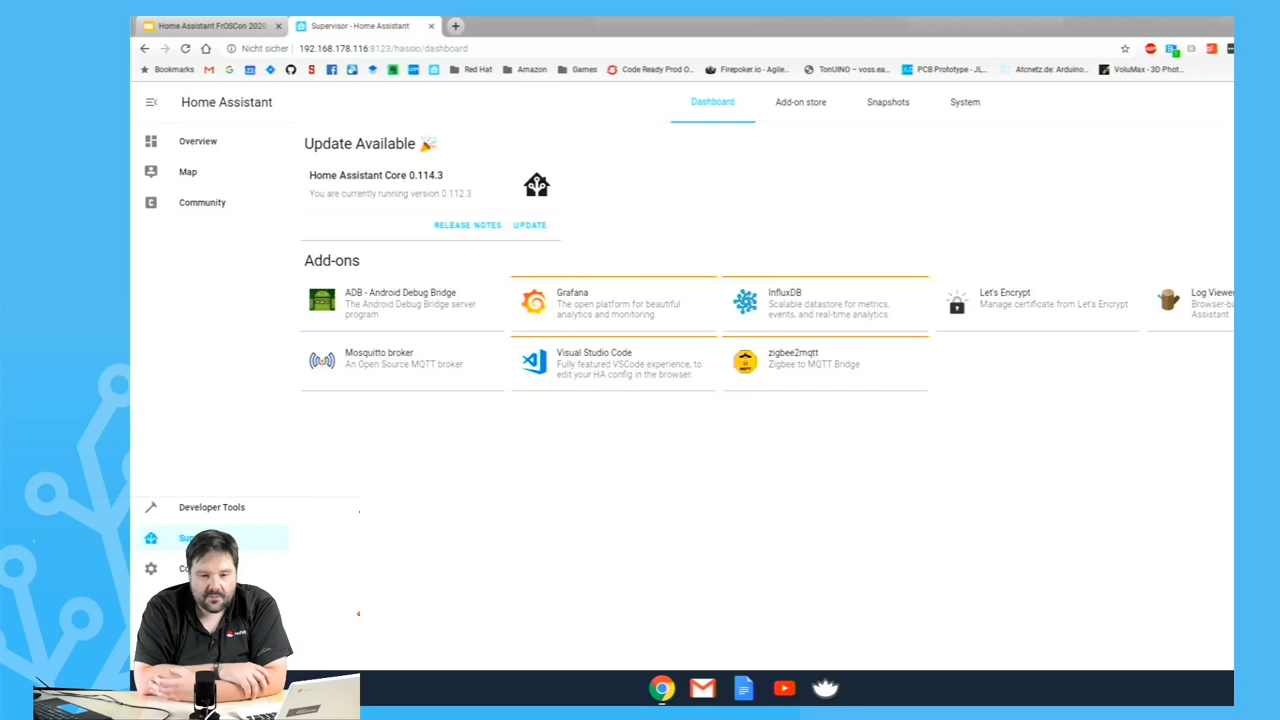 Home Assistant FrOSCon 2020
Supervisor - Home Assistant
Nicht sicher
192.168.178.116:8123/hassio/dashboard
Bookmarks
Red Hat
Amazon
Games
Code Ready Prod O...
Firepoker.io - Agile...
TonUINO – voss.ea...
PCB Prototype - JL...
Atcnetz.de: Arduino...
VoluMax - 3D Phot...
Home Assistant
Dashboard
Add-on store
Snapshots
System
Overview
Map
Community
Update Available 🎉
Home Assistant Core 0.114.3
You are currently running version 0.112.3
RELEASE NOTES
UPDATE
Add-ons
ADB - Android Debug Bridge
The Android Debug Bridge server
program
Grafana
The open platform for beautiful
analytics and monitoring
InfluxDB
Scalable datastore for metrics,
events, and real-time analytics
Let's Encrypt
Manage certificate from Let's Encrypt
Log Viewer
Browser-ba
Assistant
Mosquitto broker
An Open Source MQTT broker
Visual Studio Code
Fully featured VSCode experience, to
edit your HA config in the browser.
zigbee2mqtt
Zigbee to MQTT Bridge
Developer Tools